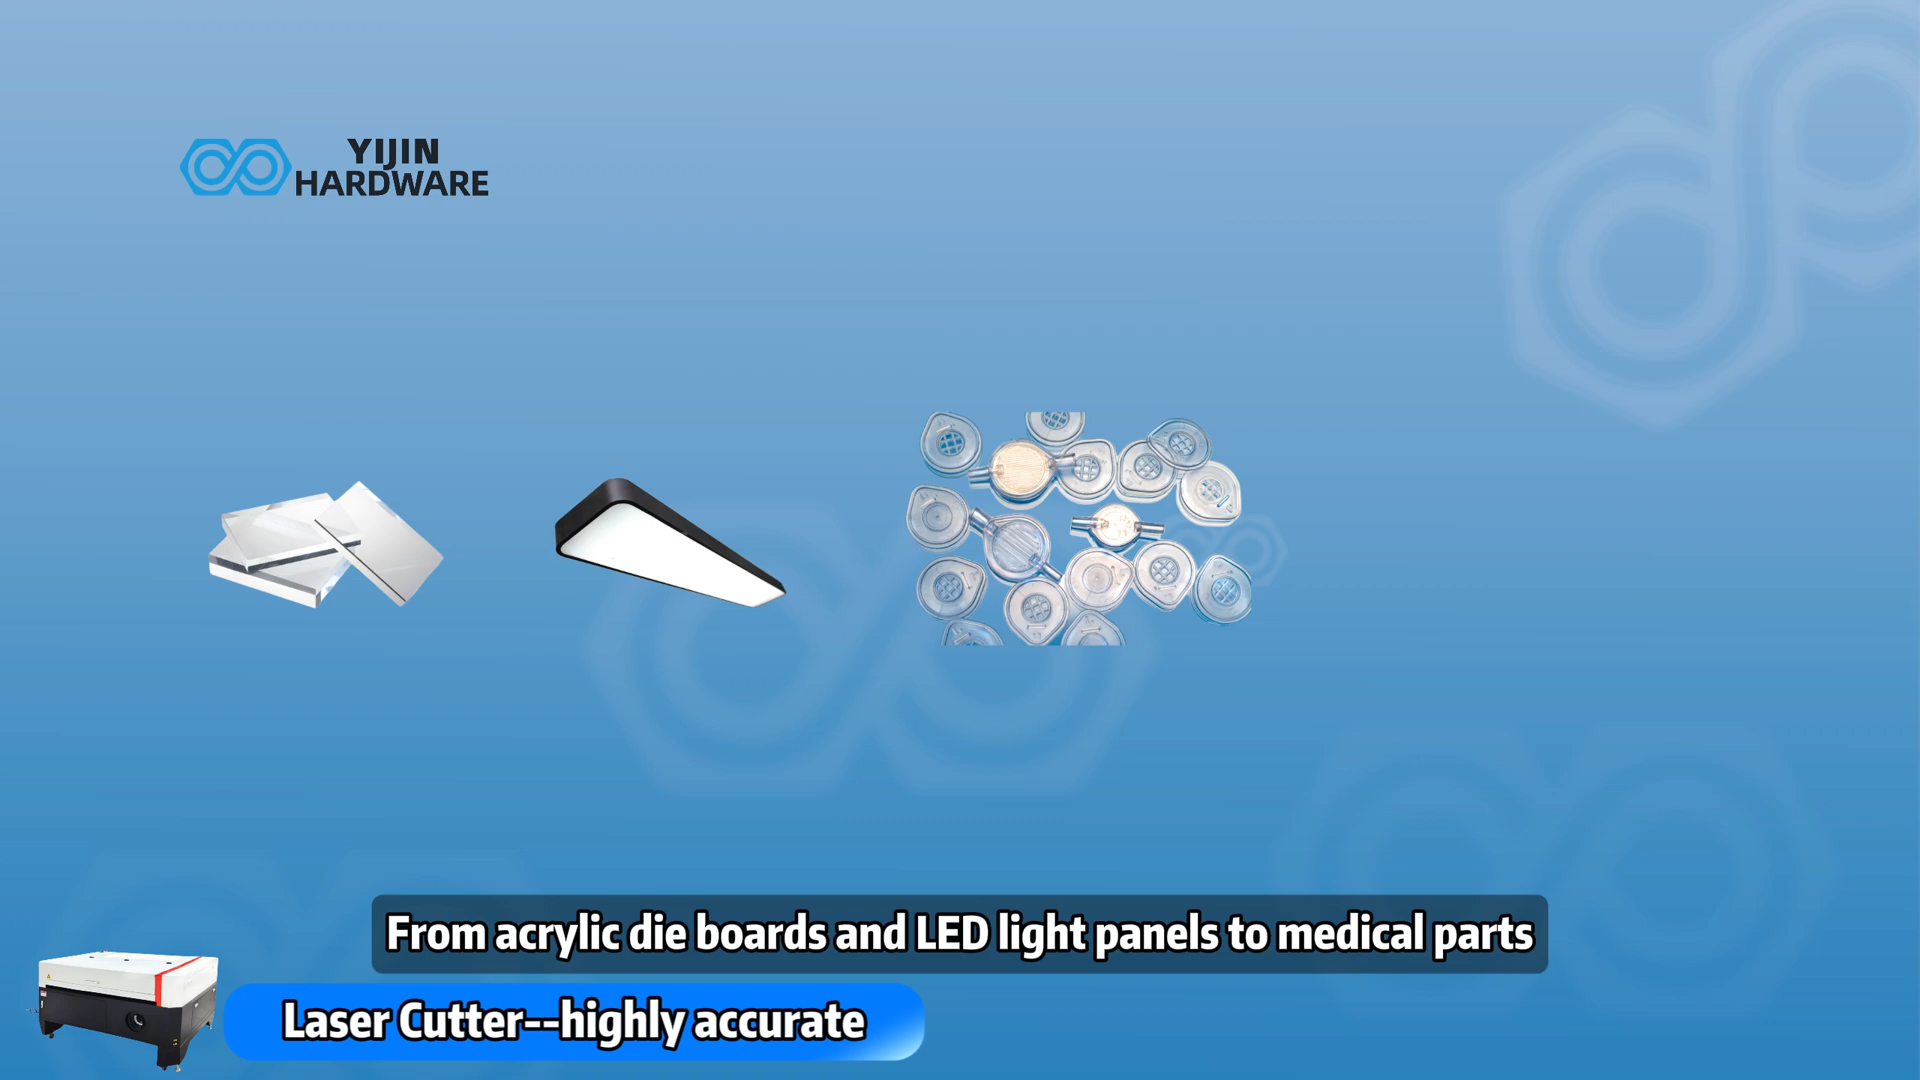 YIJIN
HARDWARE
From acrylic die boards and LED light panels to medical parts
Laser Cutter--highly accurate